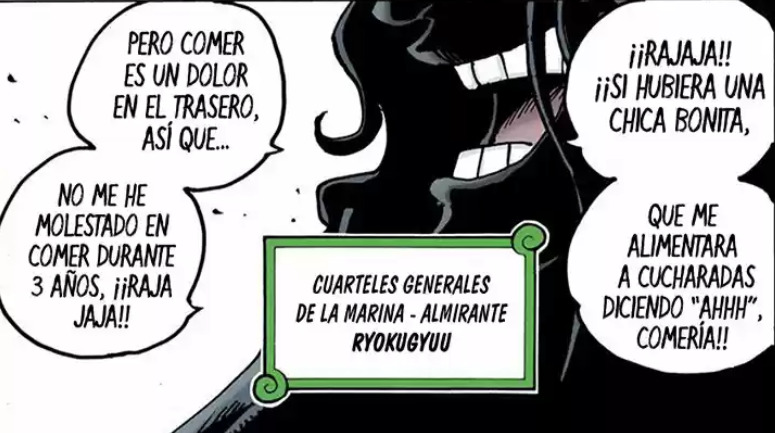 ¡¡RAJAJA!!
¡¡SI HUBIERA UNA
CHICA BONITA,
QUE ME
ALIMENTARA
A CUCHARADAS
DICIENDO "AHHH",
COMERÍA!!
PERO COMER
ES UN DOLOR
EN EL TRASERO,
ASÍ QUE...
NO ME HE
MOLESTADO EN
COMER DURANTE
3 AÑOS, ¡¡RAJA
JAJA!!
CUARTELES GENERALES
DE LA MARINA - ALMIRANTE
RYOKUGYUU